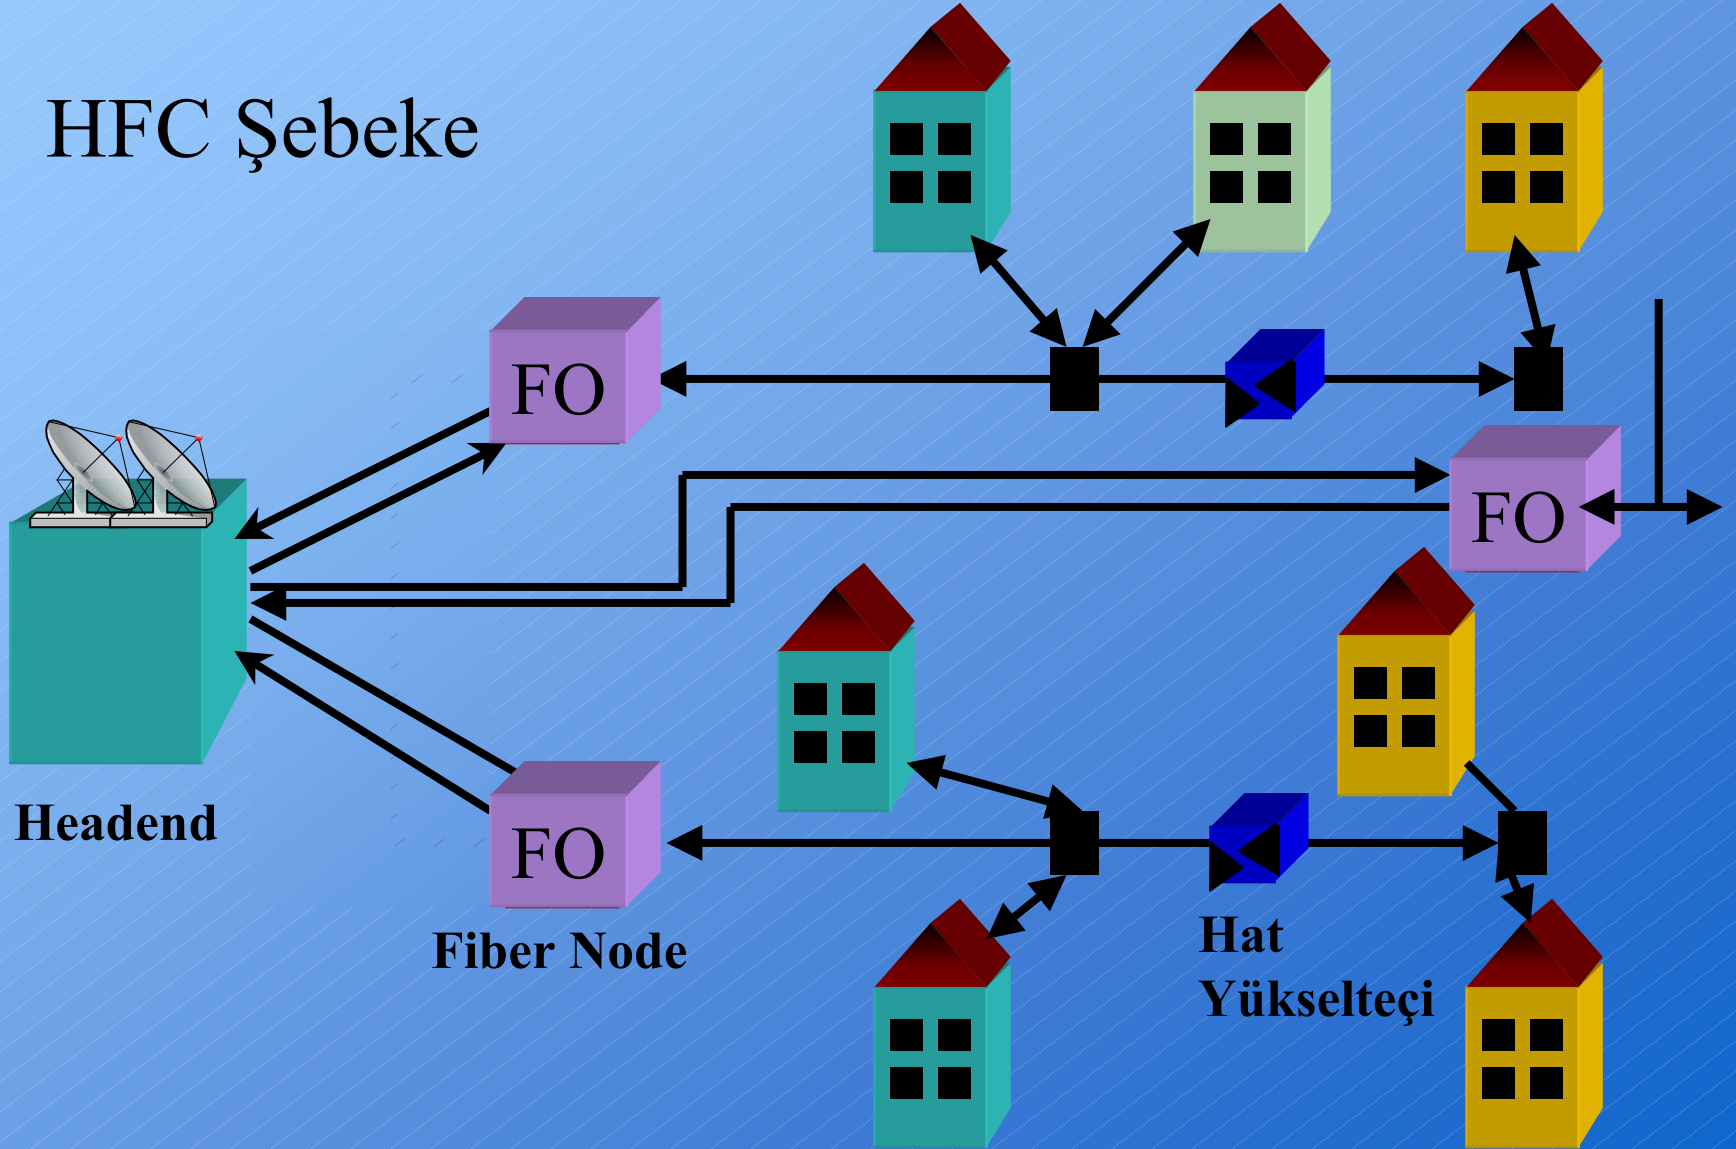 HFC Şebeke
FO
FO
Headend
FO
Fiber Node
Hat
Yükselteçi